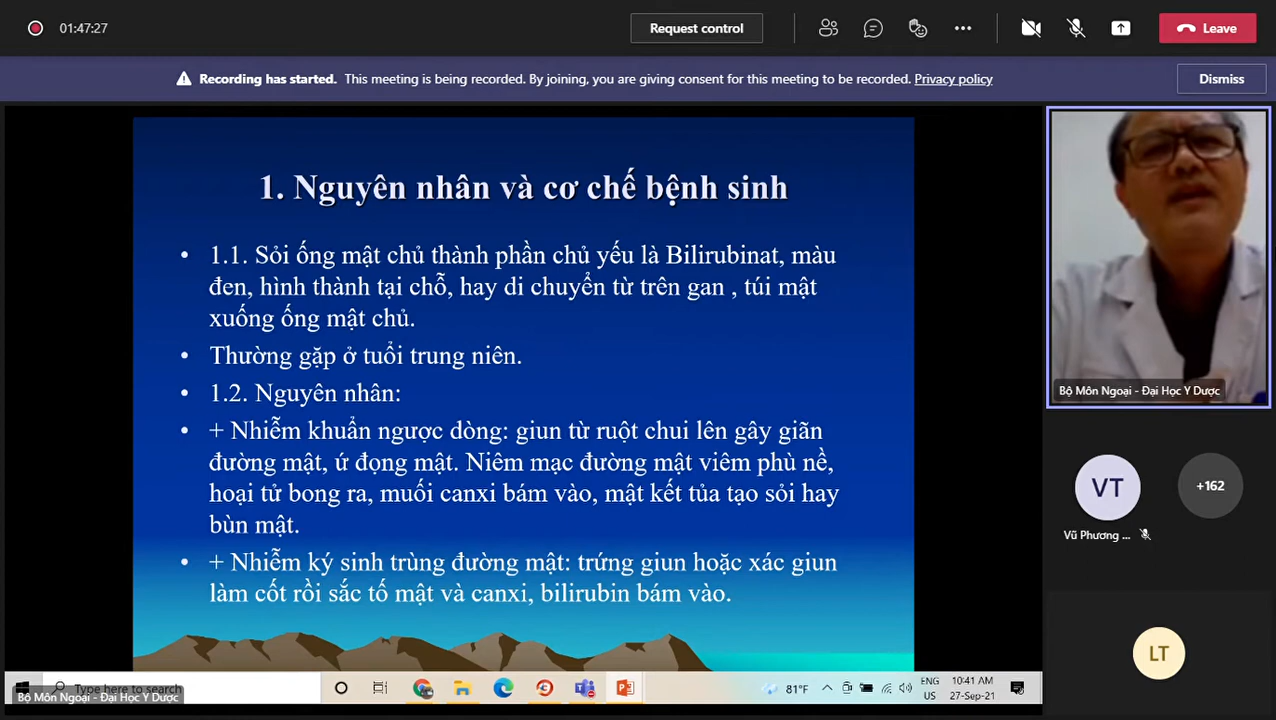 01:47:27
Request control
Leave
Recording has started. This meeting is being recorded. By joining, you are giving consent for this meeting to be recorded. Privacy policy
Dismiss
1. Nguyên nhân và cơ chế bệnh sinh
• 1.1. Sỏi ống mật chủ thành phần chủ yếu là Bilirubinat, màu
đen, hình thành tại chỗ, hay di chuyển từ trên gan , túi mật
xuống ống mật chủ.
• Thường gặp ở tuổi trung niên.
• 1.2. Nguyên nhân:
• + Nhiễm khuẩn ngược dòng: giun từ ruột chui lên gây giãn
đường mật, ứ đọng mật. Niêm mạc đường mật viêm phù nề,
hoại tử bong ra, muối canxi bám vào, mật kết tủa tạo sỏi hay
bùn mật.
• + Nhiễm ký sinh trùng đường mật: trứng giun hoặc xác giun
làm cốt rồi sắc tố mật và canxi, bilirubin bám vào.
Bộ Môn Ngoại - Đại Học Y Dược
VT
+162
Vũ Phương ...
LT
Type here to search
Bộ Môn Ngoại - Đại Học Y Dược
81°F
ENG
US
10:41 AM
27-Sep-21